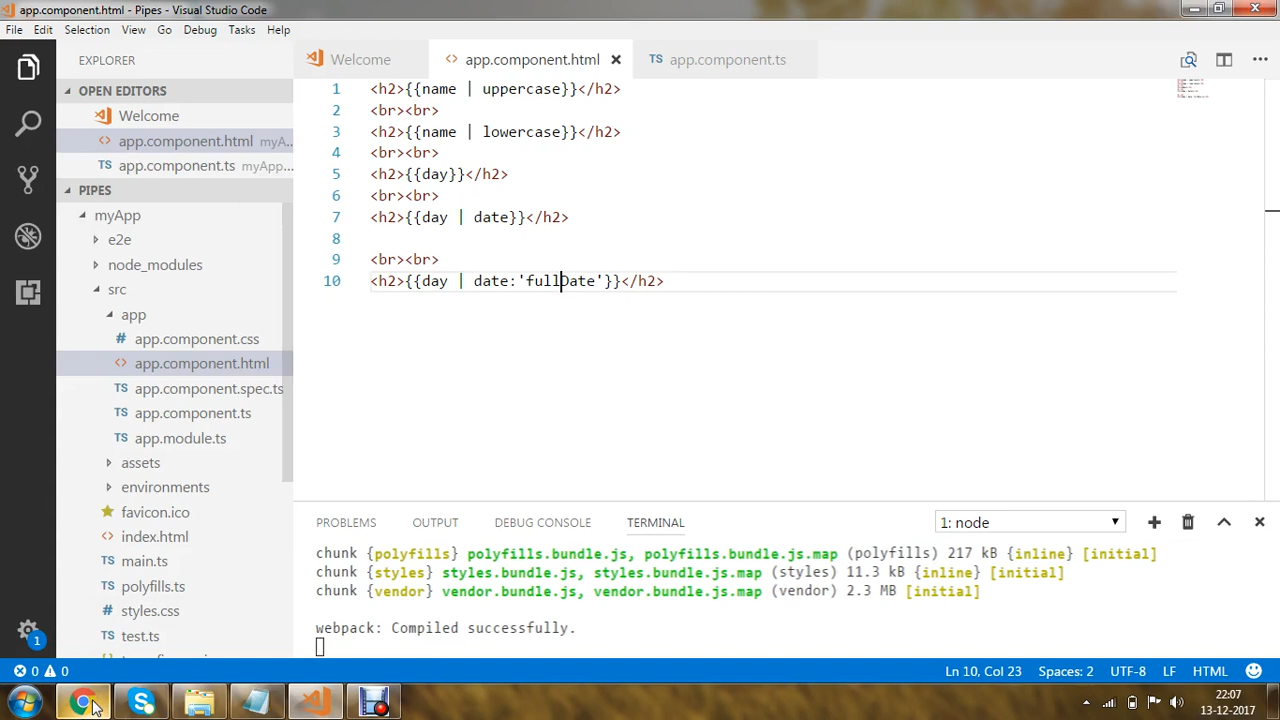 app.component.html - Pipes - Visual Studio Code
File Edit Selection View Go Debug Tasks Help
EXPLORER
Welcome
app.component.html
TS app.component.ts
OPEN EDITORS
Welcome
app.component.html myA...
TS app.component.ts myApp...
PIPES
myApp
e2e
node_modules
src
app
# app.component.css
app.component.html
TS app.component.spec.ts
TS app.component.ts
TS app.module.ts
assets
environments
favicon.ico
index.html
TS main.ts
TS polyfills.ts
styles.css
TS test.ts
1 <h2>{{name | uppercase}}</h2>
2 <br><br>
3 <h2>{{name | lowercase}}</h2>
4 <br><br>
5 <h2>{{day}}</h2>
6 <br><br>
7 <h2>{{day | date}}</h2>
8
9 <br><br>
10 <h2>{{day | date:'fullDate'}}</h2>
PROBLEMS OUTPUT DEBUG CONSOLE TERMINAL
1: node
chunk {polyfills} polyfills.bundle.js, polyfills.bundle.js.map (polyfills) 217 kB {inline} [initial]
chunk {styles} styles.bundle.js, styles.bundle.js.map (styles) 11.3 kB {inline} [initial]
chunk {vendor} vendor.bundle.js, vendor.bundle.js.map (vendor) 2.3 MB [initial]
webpack: Compiled successfully.
1
0 0
Ln 10, Col 23 Spaces: 2 UTF-8 LF HTML
22:07
13-12-2017